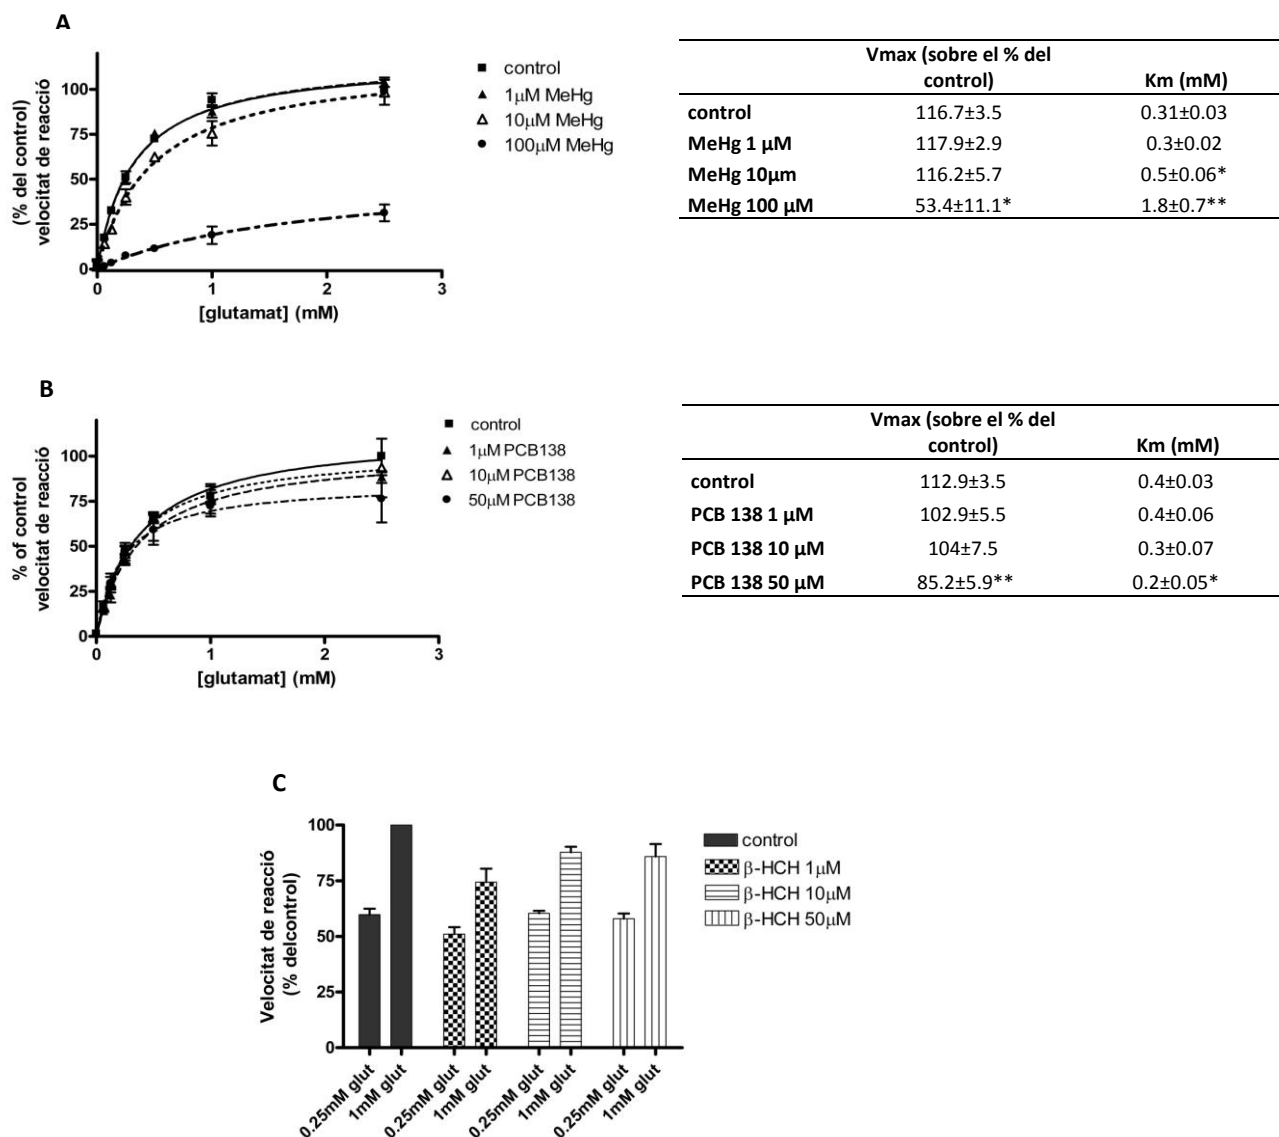 A
(% del control)
velocitat de reacció
100
75
50
25
0
0 1 2 3
[glutamat] (mM)
control
1μM MeHg
10μM MeHg
100μM MeHg
Vmax (sobre el % del control) Km (mM)
control 116.7±3.5 0.31±0.03
MeHg 1 μM 117.9±2.9 0.3±0.02
MeHg 10μm 116.2±5.7 0.5±0.06*
MeHg 100 μM 53.4±11.1* 1.8±0.7**
B
% of control
velocitat de reacció
100
75
50
25
0
0 1 2 3
[glutamat] (mM)
control
1μM PCB138
10μM PCB138
50μM PCB138
Vmax (sobre el % del control) Km (mM)
control 112.9±3.5 0.4±0.03
PCB 138 1 μM 102.9±5.5 0.4±0.06
PCB 138 10 μM 104±7.5 0.3±0.07
PCB 138 50 μM 85.2±5.9** 0.2±0.05*
C
Velocitat de reacció
(% delcontrol)
100
75
50
25
0
0.25mM glut 1mM glut 0.25mM glut 1mM glut 0.25mM glut 1mM glut 0.25mM glut 1mM glut
control
β-HCH 1μM
β-HCH 10μM
β-HCH 50μM